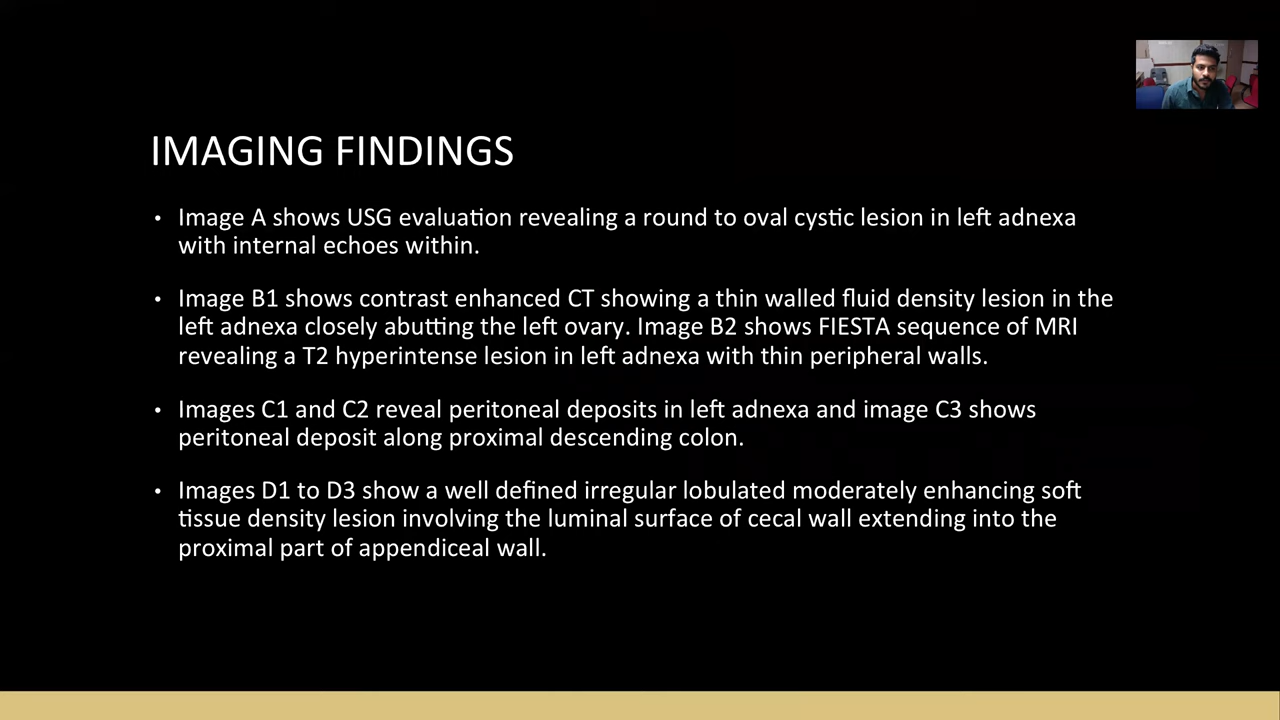 IMAGING FINDINGS
• Image A shows USG evaluation revealing a round to oval cystic lesion in left adnexa
with internal echoes within.
• Image B1 shows contrast enhanced CT showing a thin walled fluid density lesion in the
left adnexa closely abutting the left ovary. Image B2 shows FIESTA sequence of MRI
revealing a T2 hyperintense lesion in left adnexa with thin peripheral walls.
• Images C1 and C2 reveal peritoneal deposits in left adnexa and image C3 shows
peritoneal deposit along proximal descending colon.
• Images D1 to D3 show a well defined irregular lobulated moderately enhancing soft
tissue density lesion involving the luminal surface of cecal wall extending into the
proximal part of appendiceal wall.